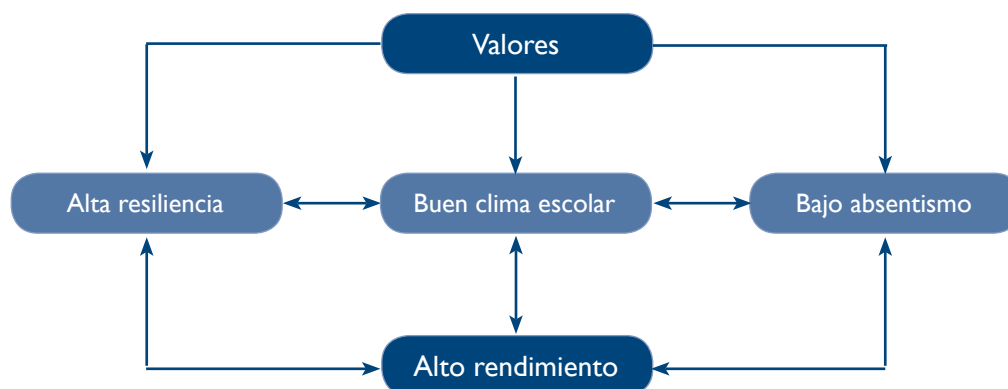 Valores
Alta resiliencia
Buen clima escolar
Bajo absentismo
Alto rendimiento